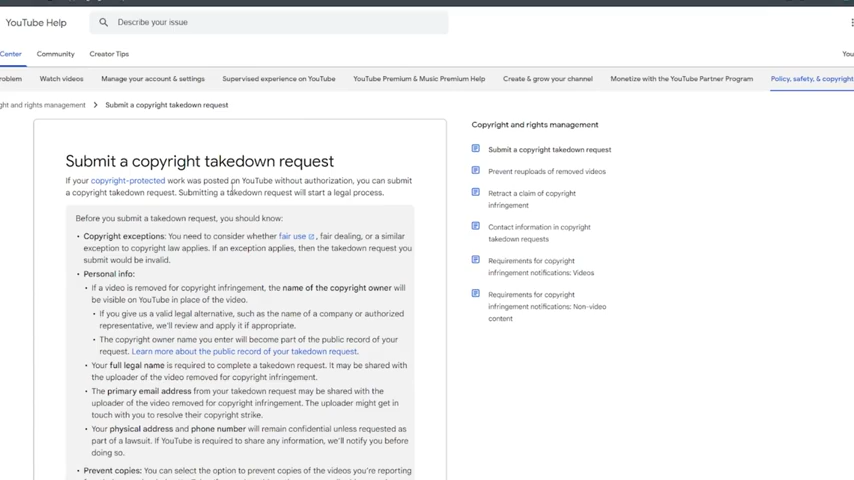 YouTube Help
Describe your issue
Center Community Creator Tips
You
roblem Watch videos Manage your account & settings Supervised experience on YouTube YouTube Premium & Music Premium Help Create & grow your channel Monetize with the YouTube Partner Program Policy, safety, & copyright
ght and rights management Submit a copyright takedown request
Submit a copyright takedown request
If your copyright-protected work was posted on YouTube without authorization, you can submit
a copyright takedown request. Submitting a takedown request will start a legal process.
Before you submit a takedown request, you should know:
• Copyright exceptions: You need to consider whether fair use, fair dealing, or a similar
exception to copyright law applies. If an exception applies, then the takedown request you
submit would be invalid.
• Personal info:
• If a video is removed for copyright infringement, the name of the copyright owner will
be visible on YouTube in place of the video.
• If you give us a valid legal alternative, such as the name of a company or authorized
representative, we'll review and apply it if appropriate.
• The copyright owner name you enter will become part of the public record of your
request. Learn more about the public record of your takedown request.
• Your full legal name is required to complete a takedown request. It may be shared with
the uploader of the video removed for copyright infringement.
• The primary email address from your takedown request may be shared with the
uploader of the video removed for copyright infringement. The uploader might get in
touch with you to resolve their copyright strike.
• Your physical address and phone number will remain confidential unless requested as
part of a lawsuit. If YouTube is required to share any information, we'll notify you before
doing so.
• Prevent copies: You can select the option to prevent copies of the videos you're reporting
Copyright and rights management
Submit a copyright takedown request
Prevent reuploads of removed videos
Retract a claim of copyright
infringement
Contact information in copyright
takedown requests
Requirements for copyright
infringement notifications: Videos
Requirements for copyright
infringement notifications: Non-video
content